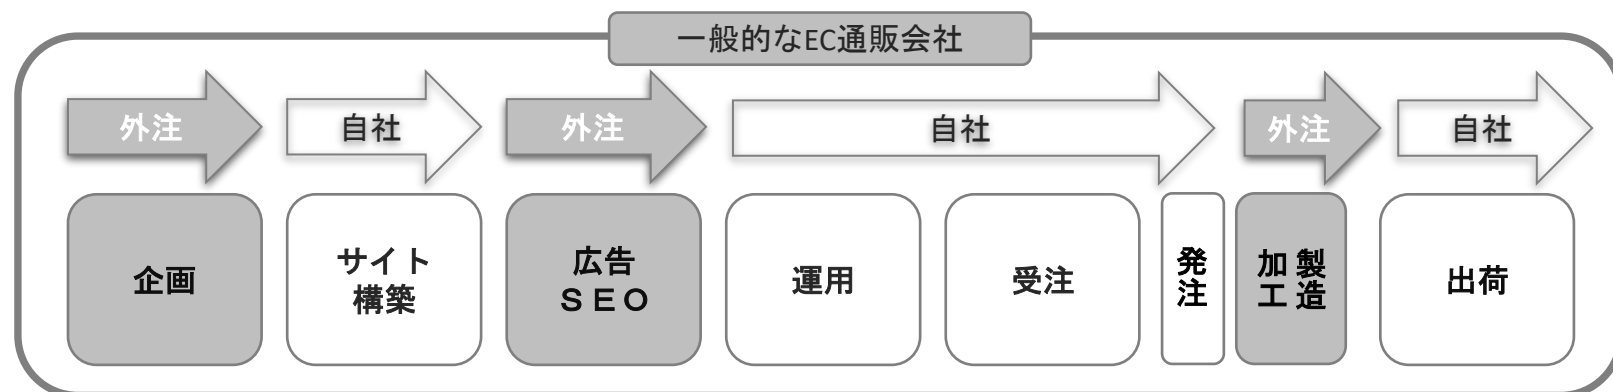 一般的なEC通販会社
外注
自社
外注
自社
外注
自社
企画
サイト
構築
広告
ＳＥＯ
運用
受注
発
注
製造
加工
出荷